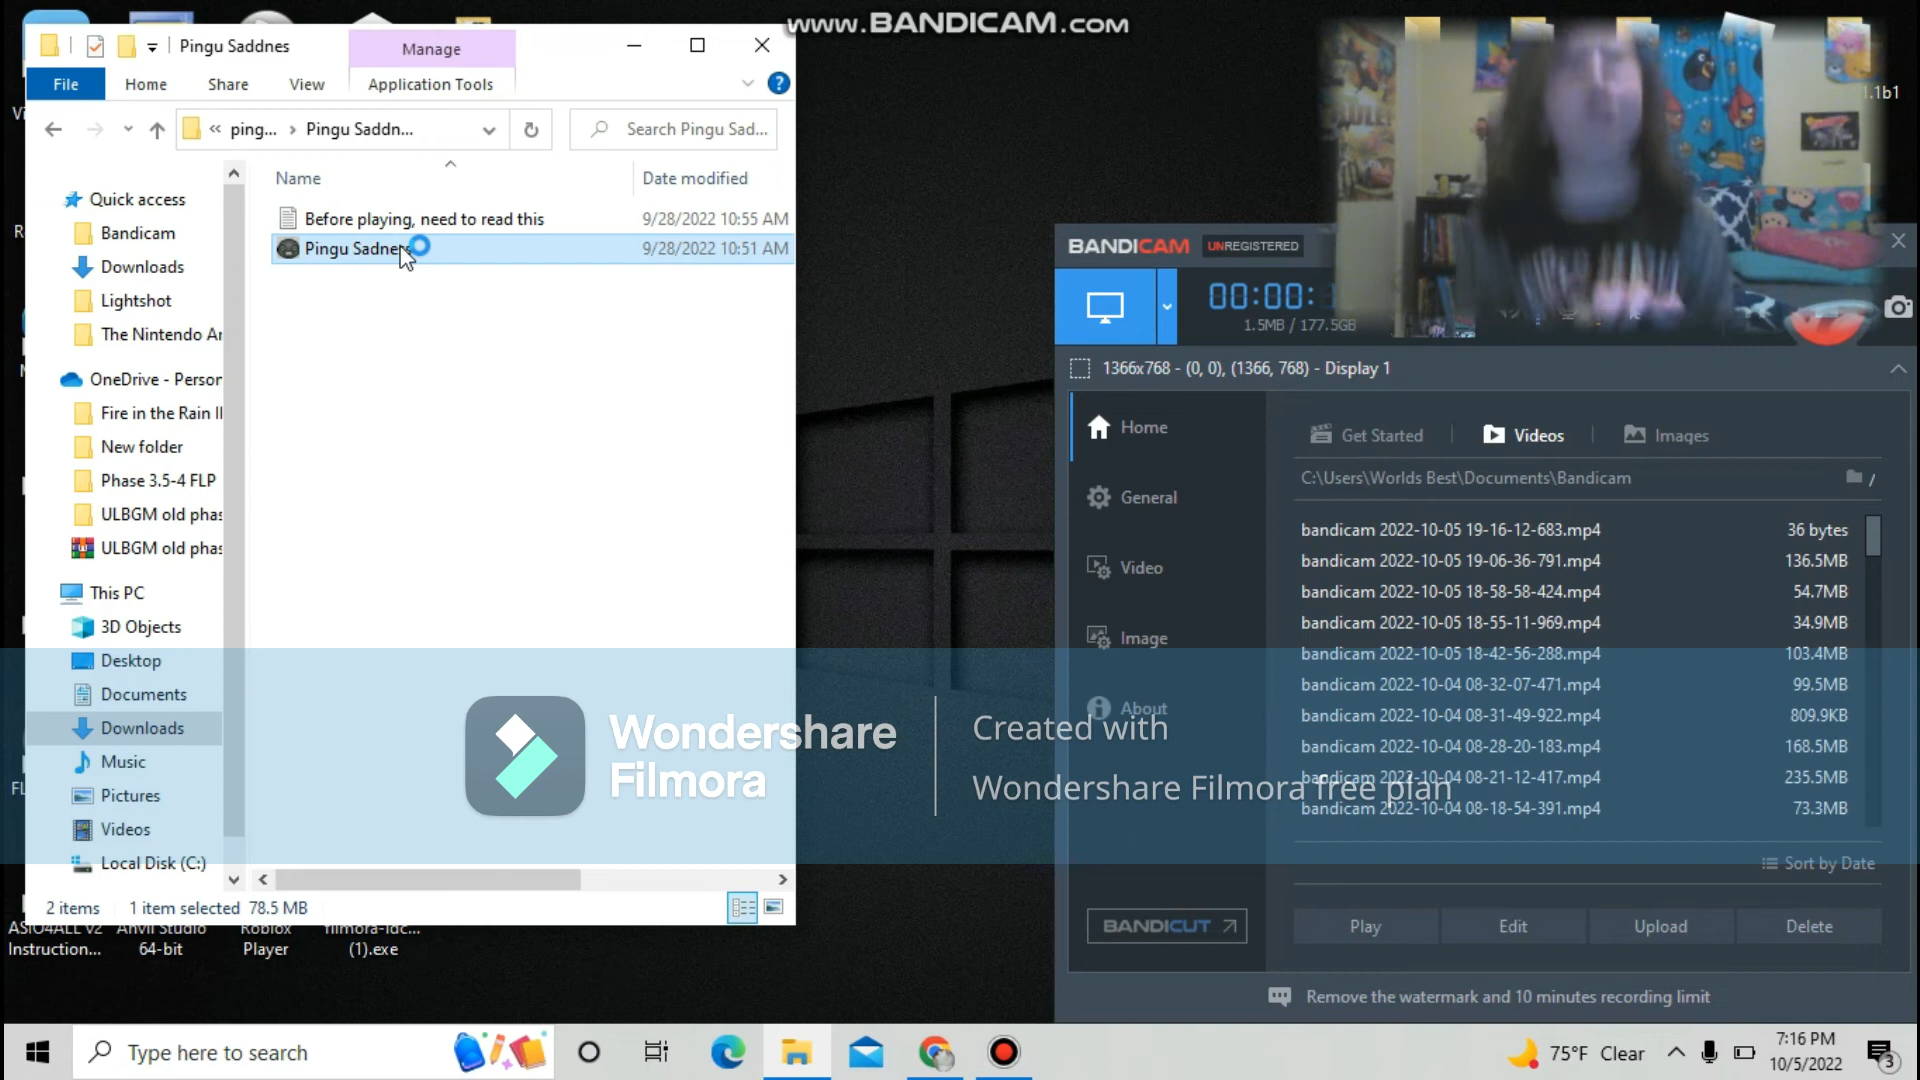 www.BANDICAM.com
Pingu Saddnes
Manage
File
Home
Share
View
Application Tools
ping...
Pingu Saddn...
Search Pingu Sad...
Name
Date modified
Before playing, need to read this
9/28/2022 10:55 AM
9/28/2022 10:51 AM
Quick access
Bandicam
Downloads
Lightshot
The Nintendo Ar
OneDrive - Person
Fire in the Rain II
New folder
Phase 3.5-4 FLP
ULBGM old phas
ULBGM old phas
This PC
3D Objects
Desktop
Documents
Downloads
Music
Pictures
Videos
Local Disk (C:)
2 items
1 item selected 78.5 MB
ASIO4ALL v2
Instruction...
Anvil Studio
64-bit
Roblox
Player
filmora-idc...
(1).exe
.1b1
BANDICAM
UNREGISTERED
00:00:
1.5MB / 177.5GB
1366x768 - (0, 0), (1366, 768) - Display 1
Home
General
Video
Image
About
Get Started
Videos
Images
C:\Users\Worlds Best\Documents\Bandicam
bandicam 2022-10-05 19-16-12-683.mp4 36 bytes
bandicam 2022-10-05 19-06-36-791.mp4 136.5MB
bandicam 2022-10-05 18-58-58-424.mp4 54.7MB
bandicam 2022-10-05 18-55-11-969.mp4 34.9MB
bandicam 2022-10-05 18-42-56-288.mp4 103.4MB
bandicam 2022-10-04 08-32-07-471.mp4 99.5MB
bandicam 2022-10-04 08-31-49-922.mp4 809.9KB
bandicam 2022-10-04 08-28-20-183.mp4 168.5MB
bandicam 2022-10-04 08-21-12-417.mp4 235.5MB
bandicam 2022-10-04 08-18-54-391.mp4 73.3MB
Sort by Date
BANDICUT
Play
Edit
Upload
Delete
Remove the watermark and 10 minutes recording limit
Wondershare
Filmora
Created with
Wondershare Filmora free plan
Type here to search
75°F Clear
7:16 PM
10/5/2022
3